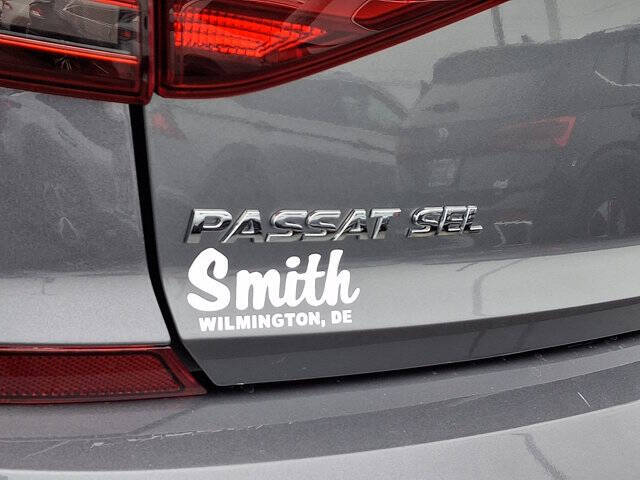 PASSAT SEL
Smith
WILMINGTON, DE